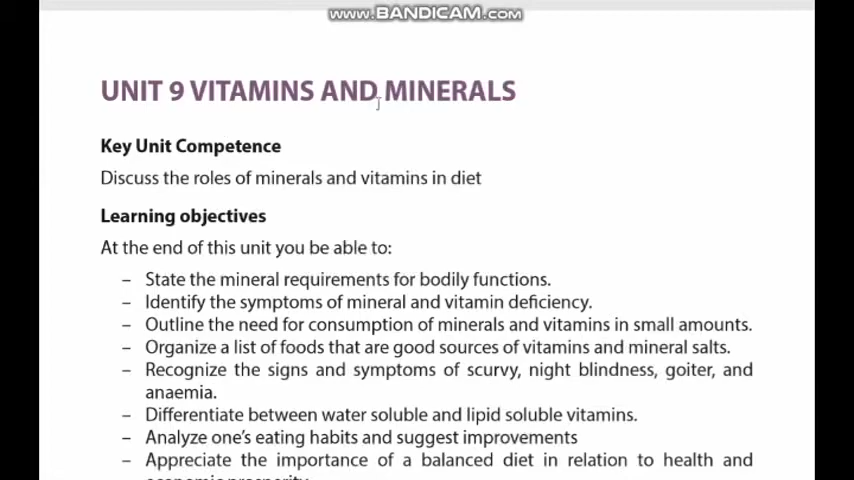 www.BANDICAM.com
UNIT 9 VITAMINS AND MINERALS
Key Unit Competence
Discuss the roles of minerals and vitamins in diet
Learning objectives
At the end of this unit you be able to:
– State the mineral requirements for bodily functions.
– Identify the symptoms of mineral and vitamin deficiency.
– Outline the need for consumption of minerals and vitamins in small amounts.
– Organize a list of foods that are good sources of vitamins and mineral salts.
– Recognize the signs and symptoms of scurvy, night blindness, goiter, and
anaemia.
– Differentiate between water soluble and lipid soluble vitamins.
– Analyze one's eating habits and suggest improvements
– Appreciate the importance of a balanced diet in relation to health and